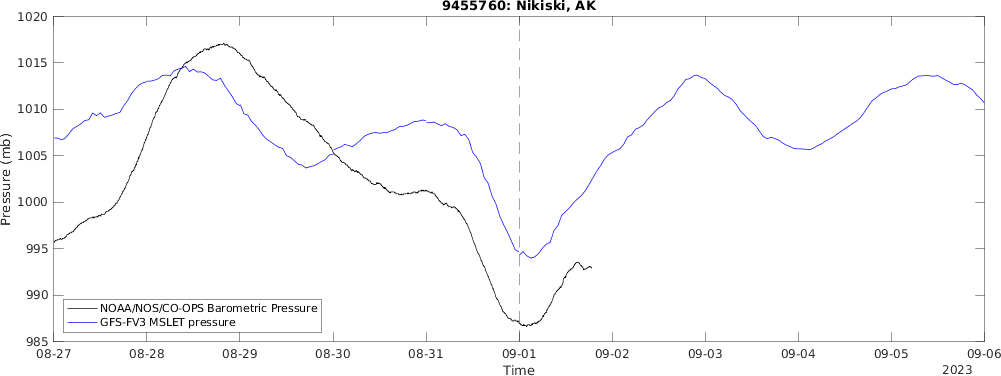 9455760: Nikiski, AK
1020
1015
1010
1005
1000
995
990
985
Pressure (mb)
NOAA/NOS/CO-OPS Barometric Pressure
GFS-FV3 MSLET pressure
08-27 08-28 08-29 08-30 08-31 09-01 09-02 09-03 09-04 09-05 09-06
Time
2023